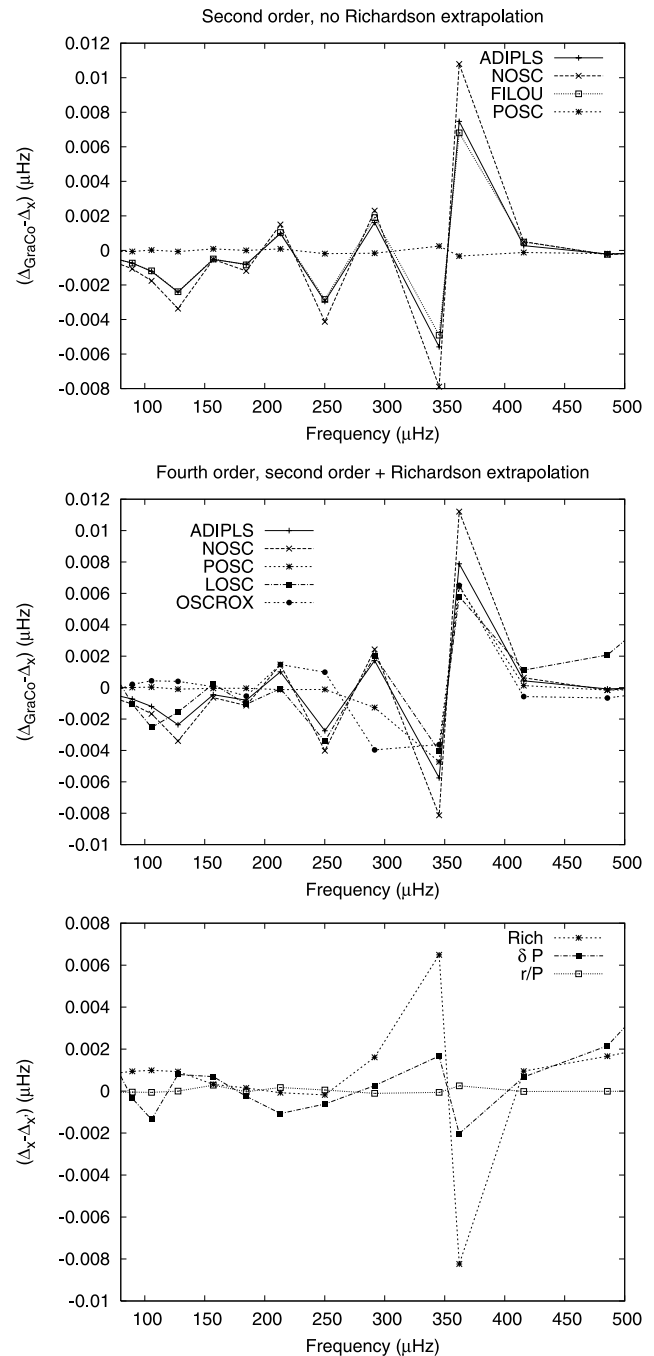 Second order, no Richardson extrapolation
0.012
0.01
0.008
0.006
0.004
0.002
0
-0.002
-0.004
-0.006
-0.008
ADIPLS
NOSC
FILOU
POSC
(Δ_GraCo-Δ_x) (μHz)
100 150 200 250 300 350 400 450 500
Frequency (μHz)
Fourth order, second order + Richardson extrapolation
0.012
0.01
0.008
0.006
0.004
0.002
0
-0.002
-0.004
-0.006
-0.008
-0.01
ADIPLS
NOSC
POSC
LOSC
OSCROX
(Δ_GraCo-Δ_x) (μHz)
100 150 200 250 300 350 400 450 500
Frequency (μHz)
0.008
0.006
0.004
0.002
0
-0.002
-0.004
-0.006
-0.008
-0.01
Rich
δ P
r/P
(Δ_X-Δ_X') (μHz)
100 150 200 250 300 350 400 450 500
Frequency (μHz)